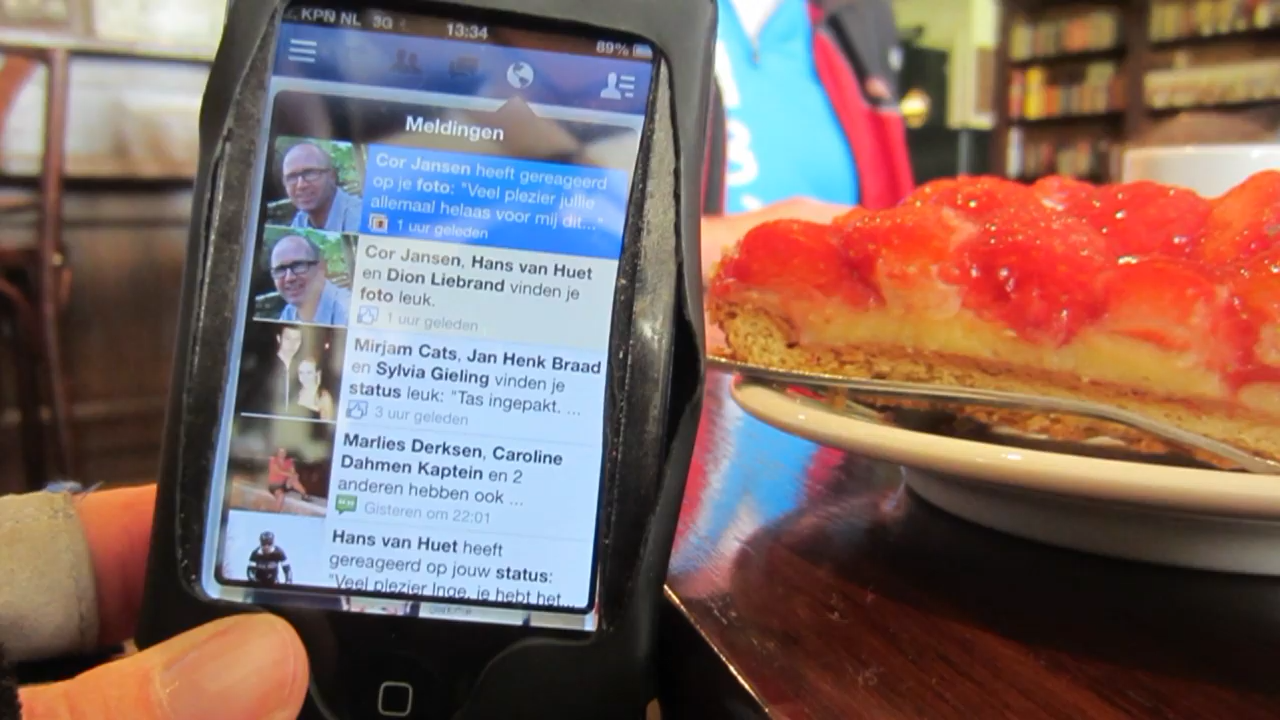 KPN NL 3G 13:34 89%
Meldingen
Cor Jansen heeft gereageerd
op je foto: "Veel plezier jullie
allemaal helaas voor mij dit..."
1 uur geleden
Cor Jansen, Hans van Huet
en Dion Liebrand vinden je
foto leuk.
1 uur geleden
Mirjam Cats, Jan Henk Braad
en Sylvia Gieling vinden je
status leuk: "Tas ingepakt. ...
3 uur geleden
Marlies Derksen, Caroline
Dahmen Kaptein en 2
anderen hebben ook ...
Gisteren om 22:01
Hans van Huet heeft
gereageerd op jouw status:
"Veel plezier Inge, je hebt het...